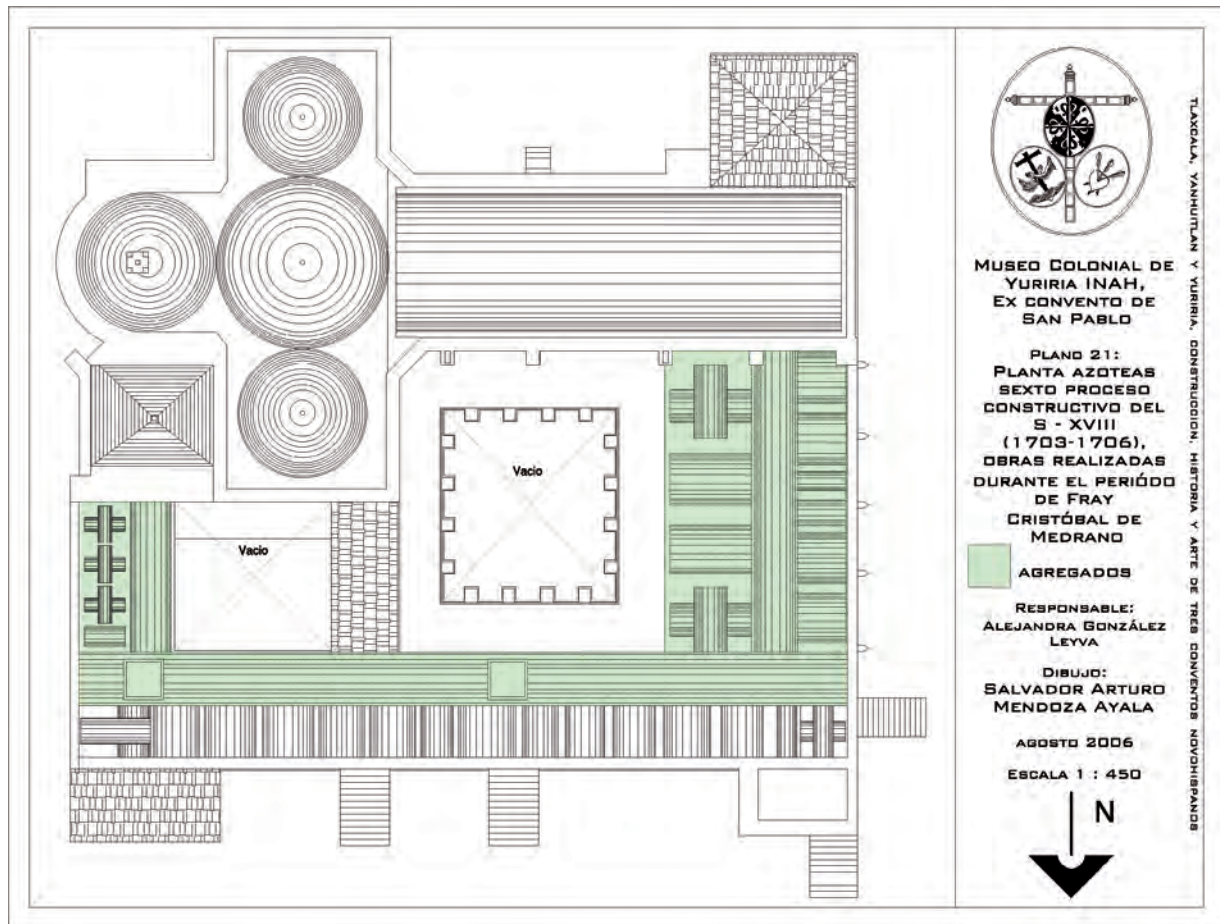 Vacio
Vacio
MUSEO COLONIAL DE
YURIRIA INAH,
EX CONVENTO DE
SAN PABLO
PLANO 21:
PLANTA AZOTEAS
SEXTO PROCESO
CONSTRUCTIVO DEL
S - XVIII
(1703-1706),
OBRAS REALIZADAS
DURANTE EL PERIÓDO
DE FRAY
CRISTÓBAL DE
MEDRANO
AGREGADOS
RESPONSABLE:
ALEJANDRA GONZÁLEZ
LEYVA
DIBUJO:
SALVADOR ARTURO
MENDOZA AYALA
AGOSTO 2006
ESCALA 1 : 450
N
TLAXCALA, YANHUITLAN Y YURIRIA, CONSTRUCCION, HISTORIA Y ARTE DE TRES CONVENTOS NOVOHISPANOS